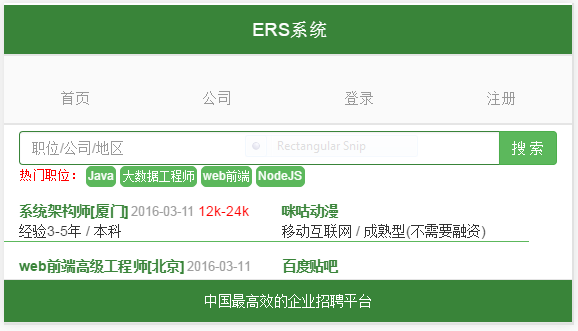 ERS系统
首页 公司 登录 注册
职位/公司/地区 Rectangular Snip 搜 索
热门职位： Java 大数据工程师 web前端 NodeJS
系统架构师[厦门] 2016-03-11 12k-24k 咪咕动漫
经验3-5年 / 本科 移动互联网 / 成熟型(不需要融资)
web前端高级工程师[北京] 2016-03-11 百度贴吧
中国最高效的企业招聘平台